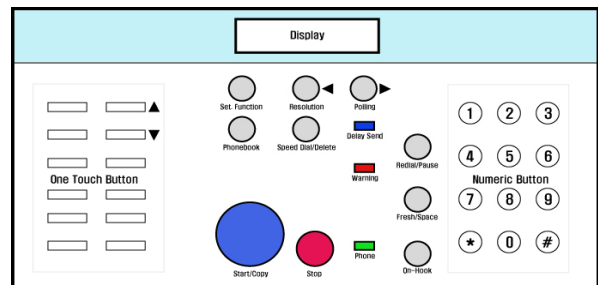 Display
Set. Function
Resolution
Polling
Phonebook
Speed Dial/Delete
Delay Send
Redial/Pause
One Touch Button
Warning
Fresh/Space
Start/Copy
Stop
Phone
On-Hook
1 2 3
4 5 6
Numeric Button
7 8 9
* 0 #